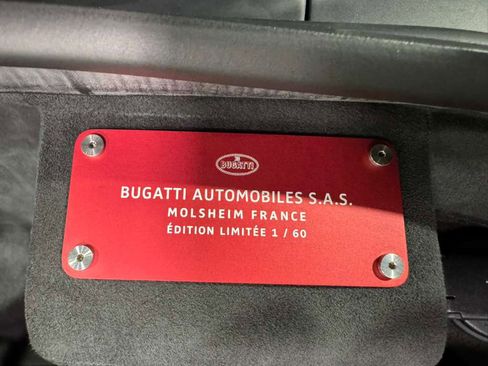 BUGATTI
BUGATTI AUTOMOBILES S.A.S.
MOLSHEIM FRANCE
ÉDITION LIMITÉE 1 / 60